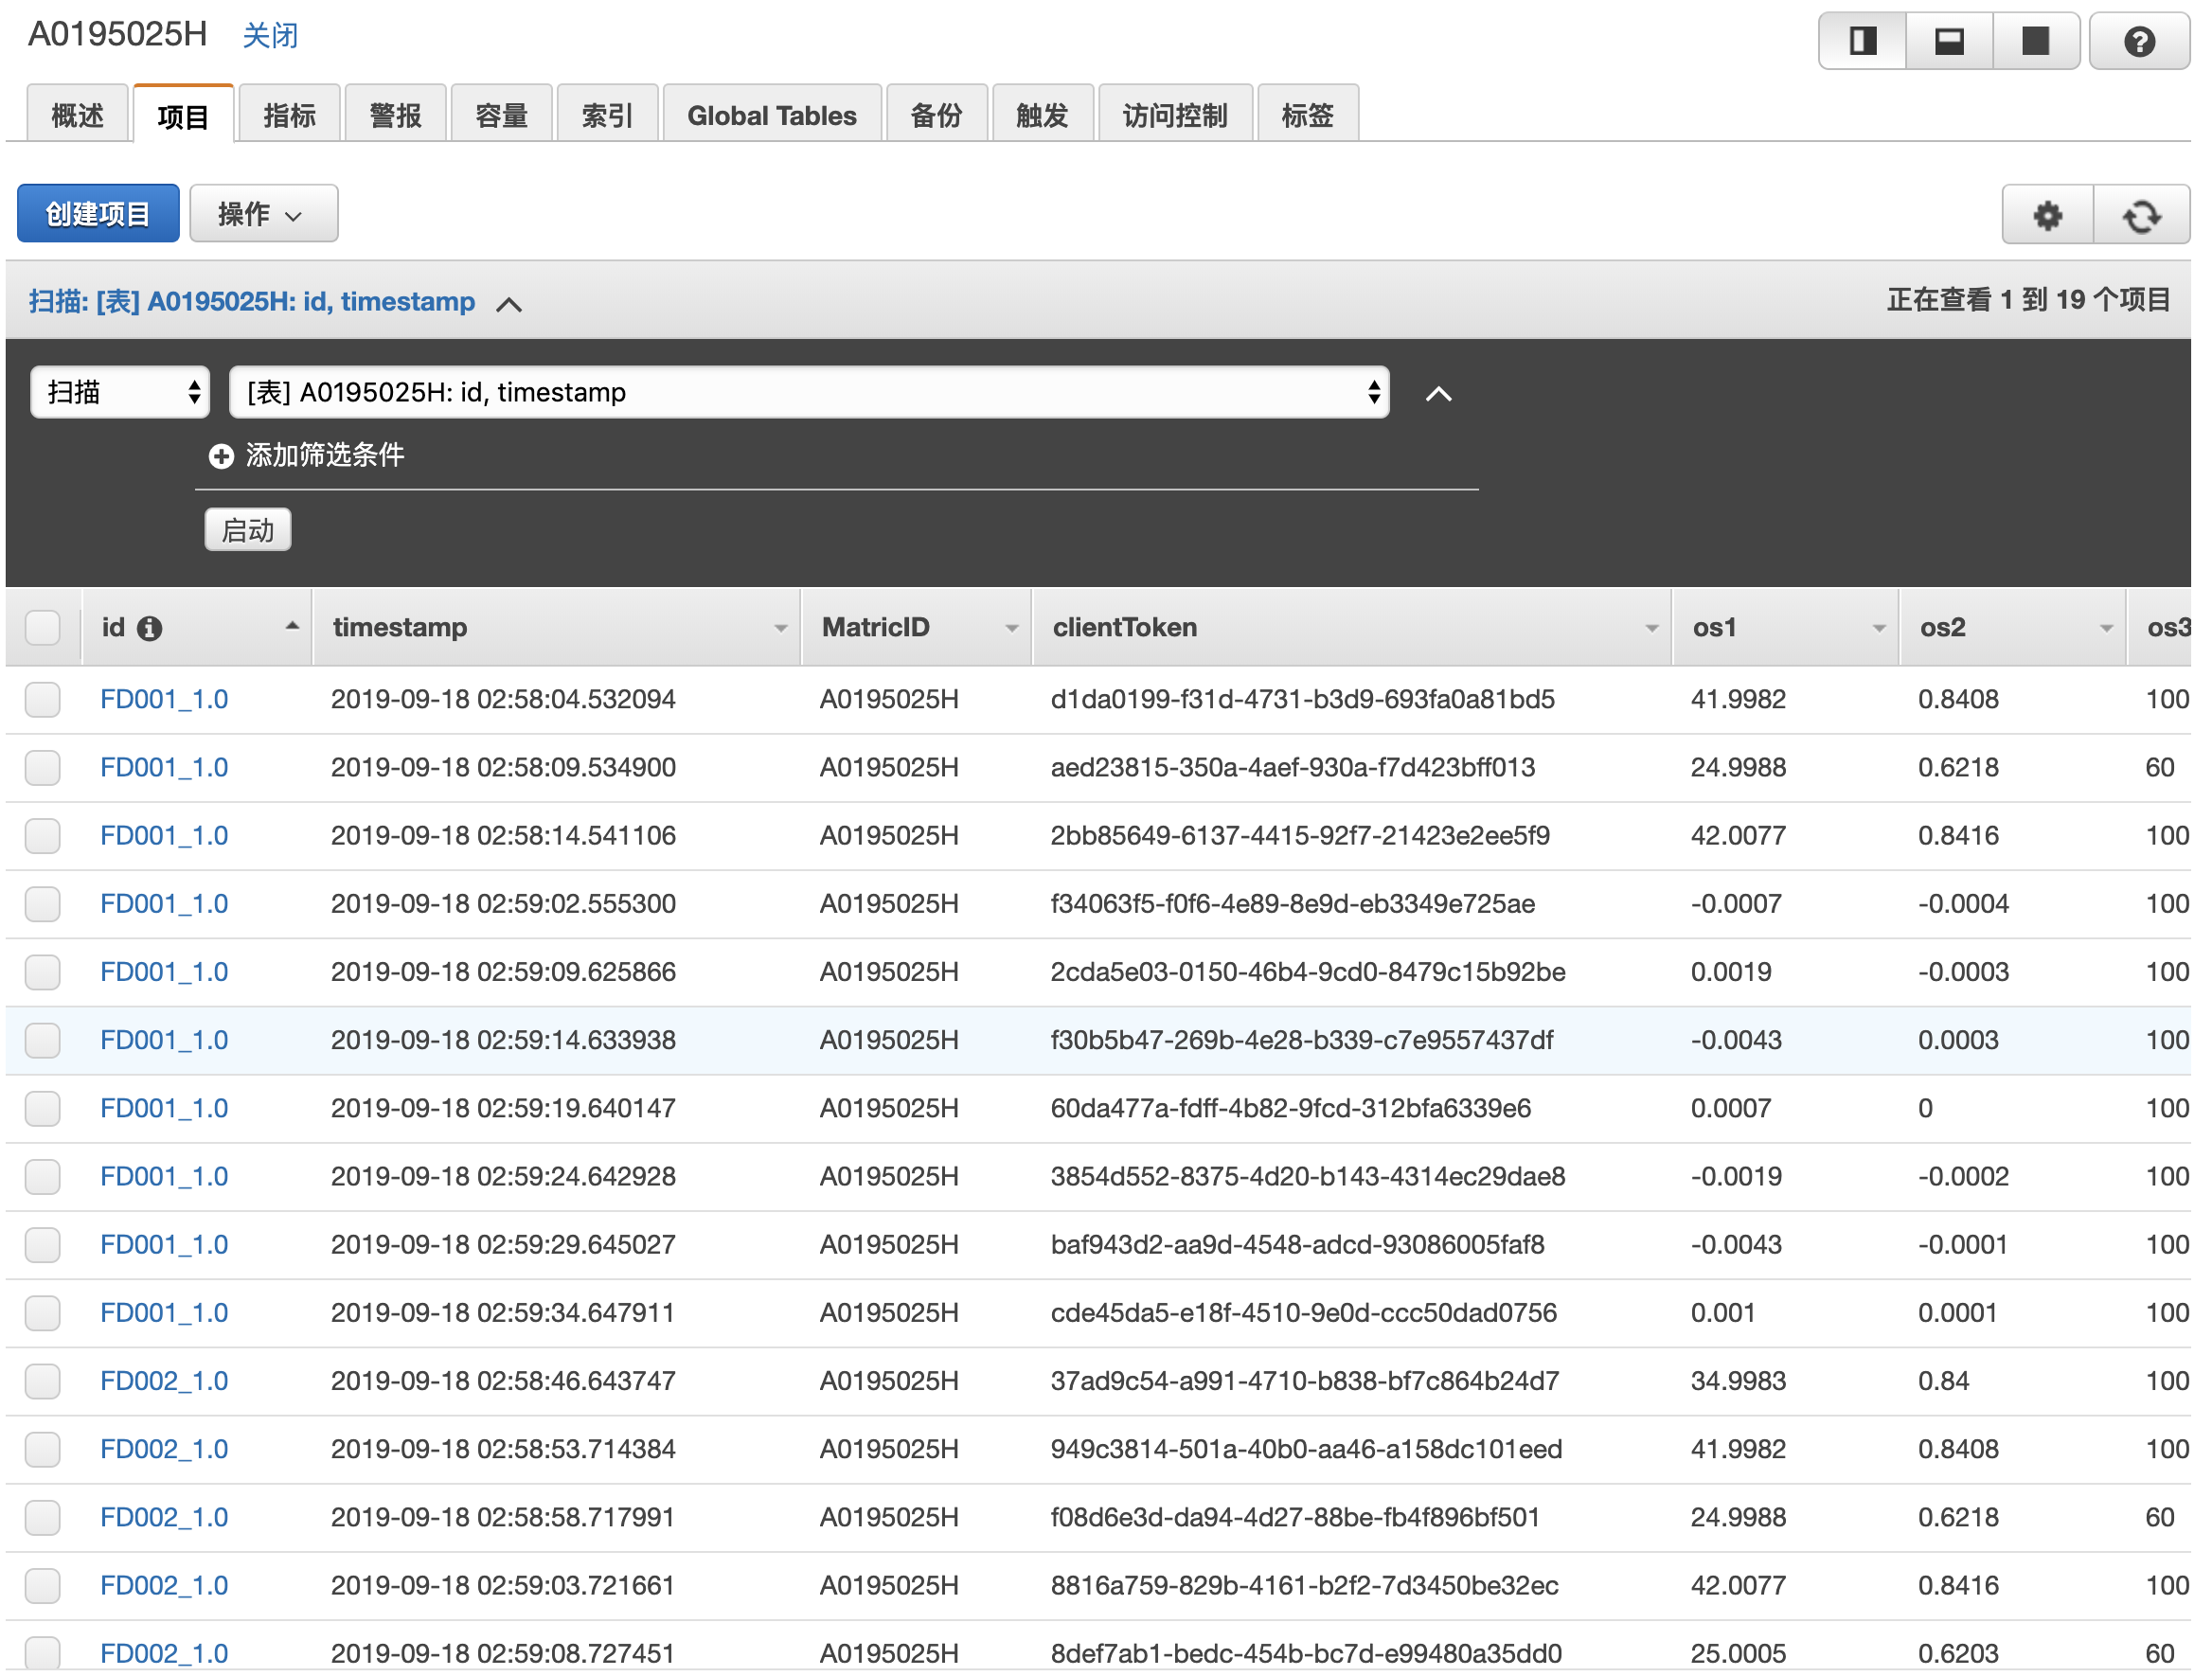 A0195025H 关闭
概述 项目 指标 警报 容量 索引 Global Tables 备份 触发 访问控制 标签
创建项目 操作
扫描: [表] A0195025H: id, timestamp 正在查看 1 到 19 个项目
扫描 [表] A0195025H: id, timestamp
添加筛选条件
启动
id timestamp MatricID clientToken os1 os2 os3
FD001_1.0 2019-09-18 02:58:04.532094 A0195025H d1da0199-f31d-4731-b3d9-693fa0a81bd5 41.9982 0.8408 100
FD001_1.0 2019-09-18 02:58:09.534900 A0195025H aed23815-350a-4aef-930a-f7d423bff013 24.9988 0.6218 60
FD001_1.0 2019-09-18 02:58:14.541106 A0195025H 2bb85649-6137-4415-92f7-21423e2ee5f9 42.0077 0.8416 100
FD001_1.0 2019-09-18 02:59:02.555300 A0195025H f34063f5-f0f6-4e89-8e9d-eb3349e725ae -0.0007 -0.0004 100
FD001_1.0 2019-09-18 02:59:09.625866 A0195025H 2cda5e03-0150-46b4-9cd0-8479c15b92be 0.0019 -0.0003 100
FD001_1.0 2019-09-18 02:59:14.633938 A0195025H f30b5b47-269b-4e28-b339-c7e9557437df -0.0043 0.0003 100
FD001_1.0 2019-09-18 02:59:19.640147 A0195025H 60da477a-fdff-4b82-9fcd-312bfa6339e6 0.0007 0 100
FD001_1.0 2019-09-18 02:59:24.642928 A0195025H 3854d552-8375-4d20-b143-4314ec29dae8 -0.0019 -0.0002 100
FD001_1.0 2019-09-18 02:59:29.645027 A0195025H baf943d2-aa9d-4548-adcd-93086005faf8 -0.0043 -0.0001 100
FD001_1.0 2019-09-18 02:59:34.647911 A0195025H cde45da5-e18f-4510-9e0d-ccc50dad0756 0.001 0.0001 100
FD002_1.0 2019-09-18 02:58:46.643747 A0195025H 37ad9c54-a991-4710-b838-bf7c864b24d7 34.9983 0.84 100
FD002_1.0 2019-09-18 02:58:53.714384 A0195025H 949c3814-501a-40b0-aa46-a158dc101eed 41.9982 0.8408 100
FD002_1.0 2019-09-18 02:58:58.717991 A0195025H f08d6e3d-da94-4d27-88be-fb4f896bf501 24.9988 0.6218 60
FD002_1.0 2019-09-18 02:59:03.721661 A0195025H 8816a759-829b-4161-b2f2-7d3450be32ec 42.0077 0.8416 100
FD002_1.0 2019-09-18 02:59:08.727451 A0195025H 8def7ab1-bedc-454b-bc7d-e99480a35dd0 25.0005 0.6203 60